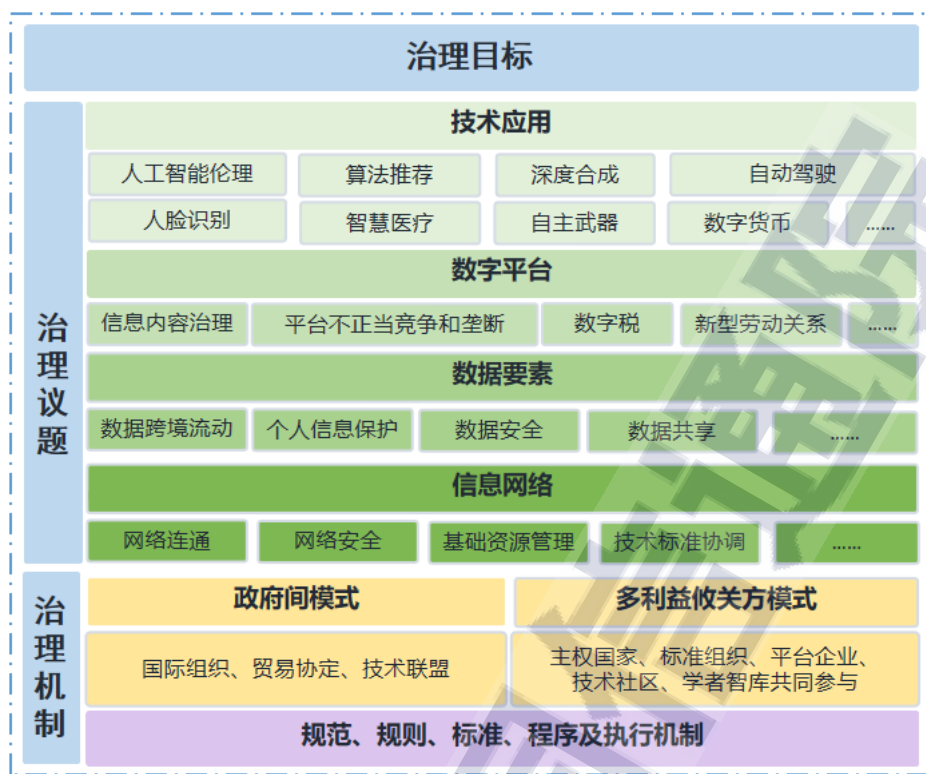 治理目标
治理议题
技术应用
人工智能伦理 算法推荐 深度合成 自动驾驶
人脸识别 智慧医疗 自主武器 数字货币 ……
数字平台
信息内容治理 平台不正当竞争和垄断 数字税 新型劳动关系 ……
数据要素
数据跨境流动 个人信息保护 数据安全 数据共享 ……
信息网络
网络连通 网络安全 基础资源管理 技术标准协调 ……
治理机制
政府间模式 多利益攸关方模式
国际组织、贸易协定、技术联盟
主权国家、标准组织、平台企业、
技术社区、学者智库共同参与
规范、规则、标准、程序及执行机制